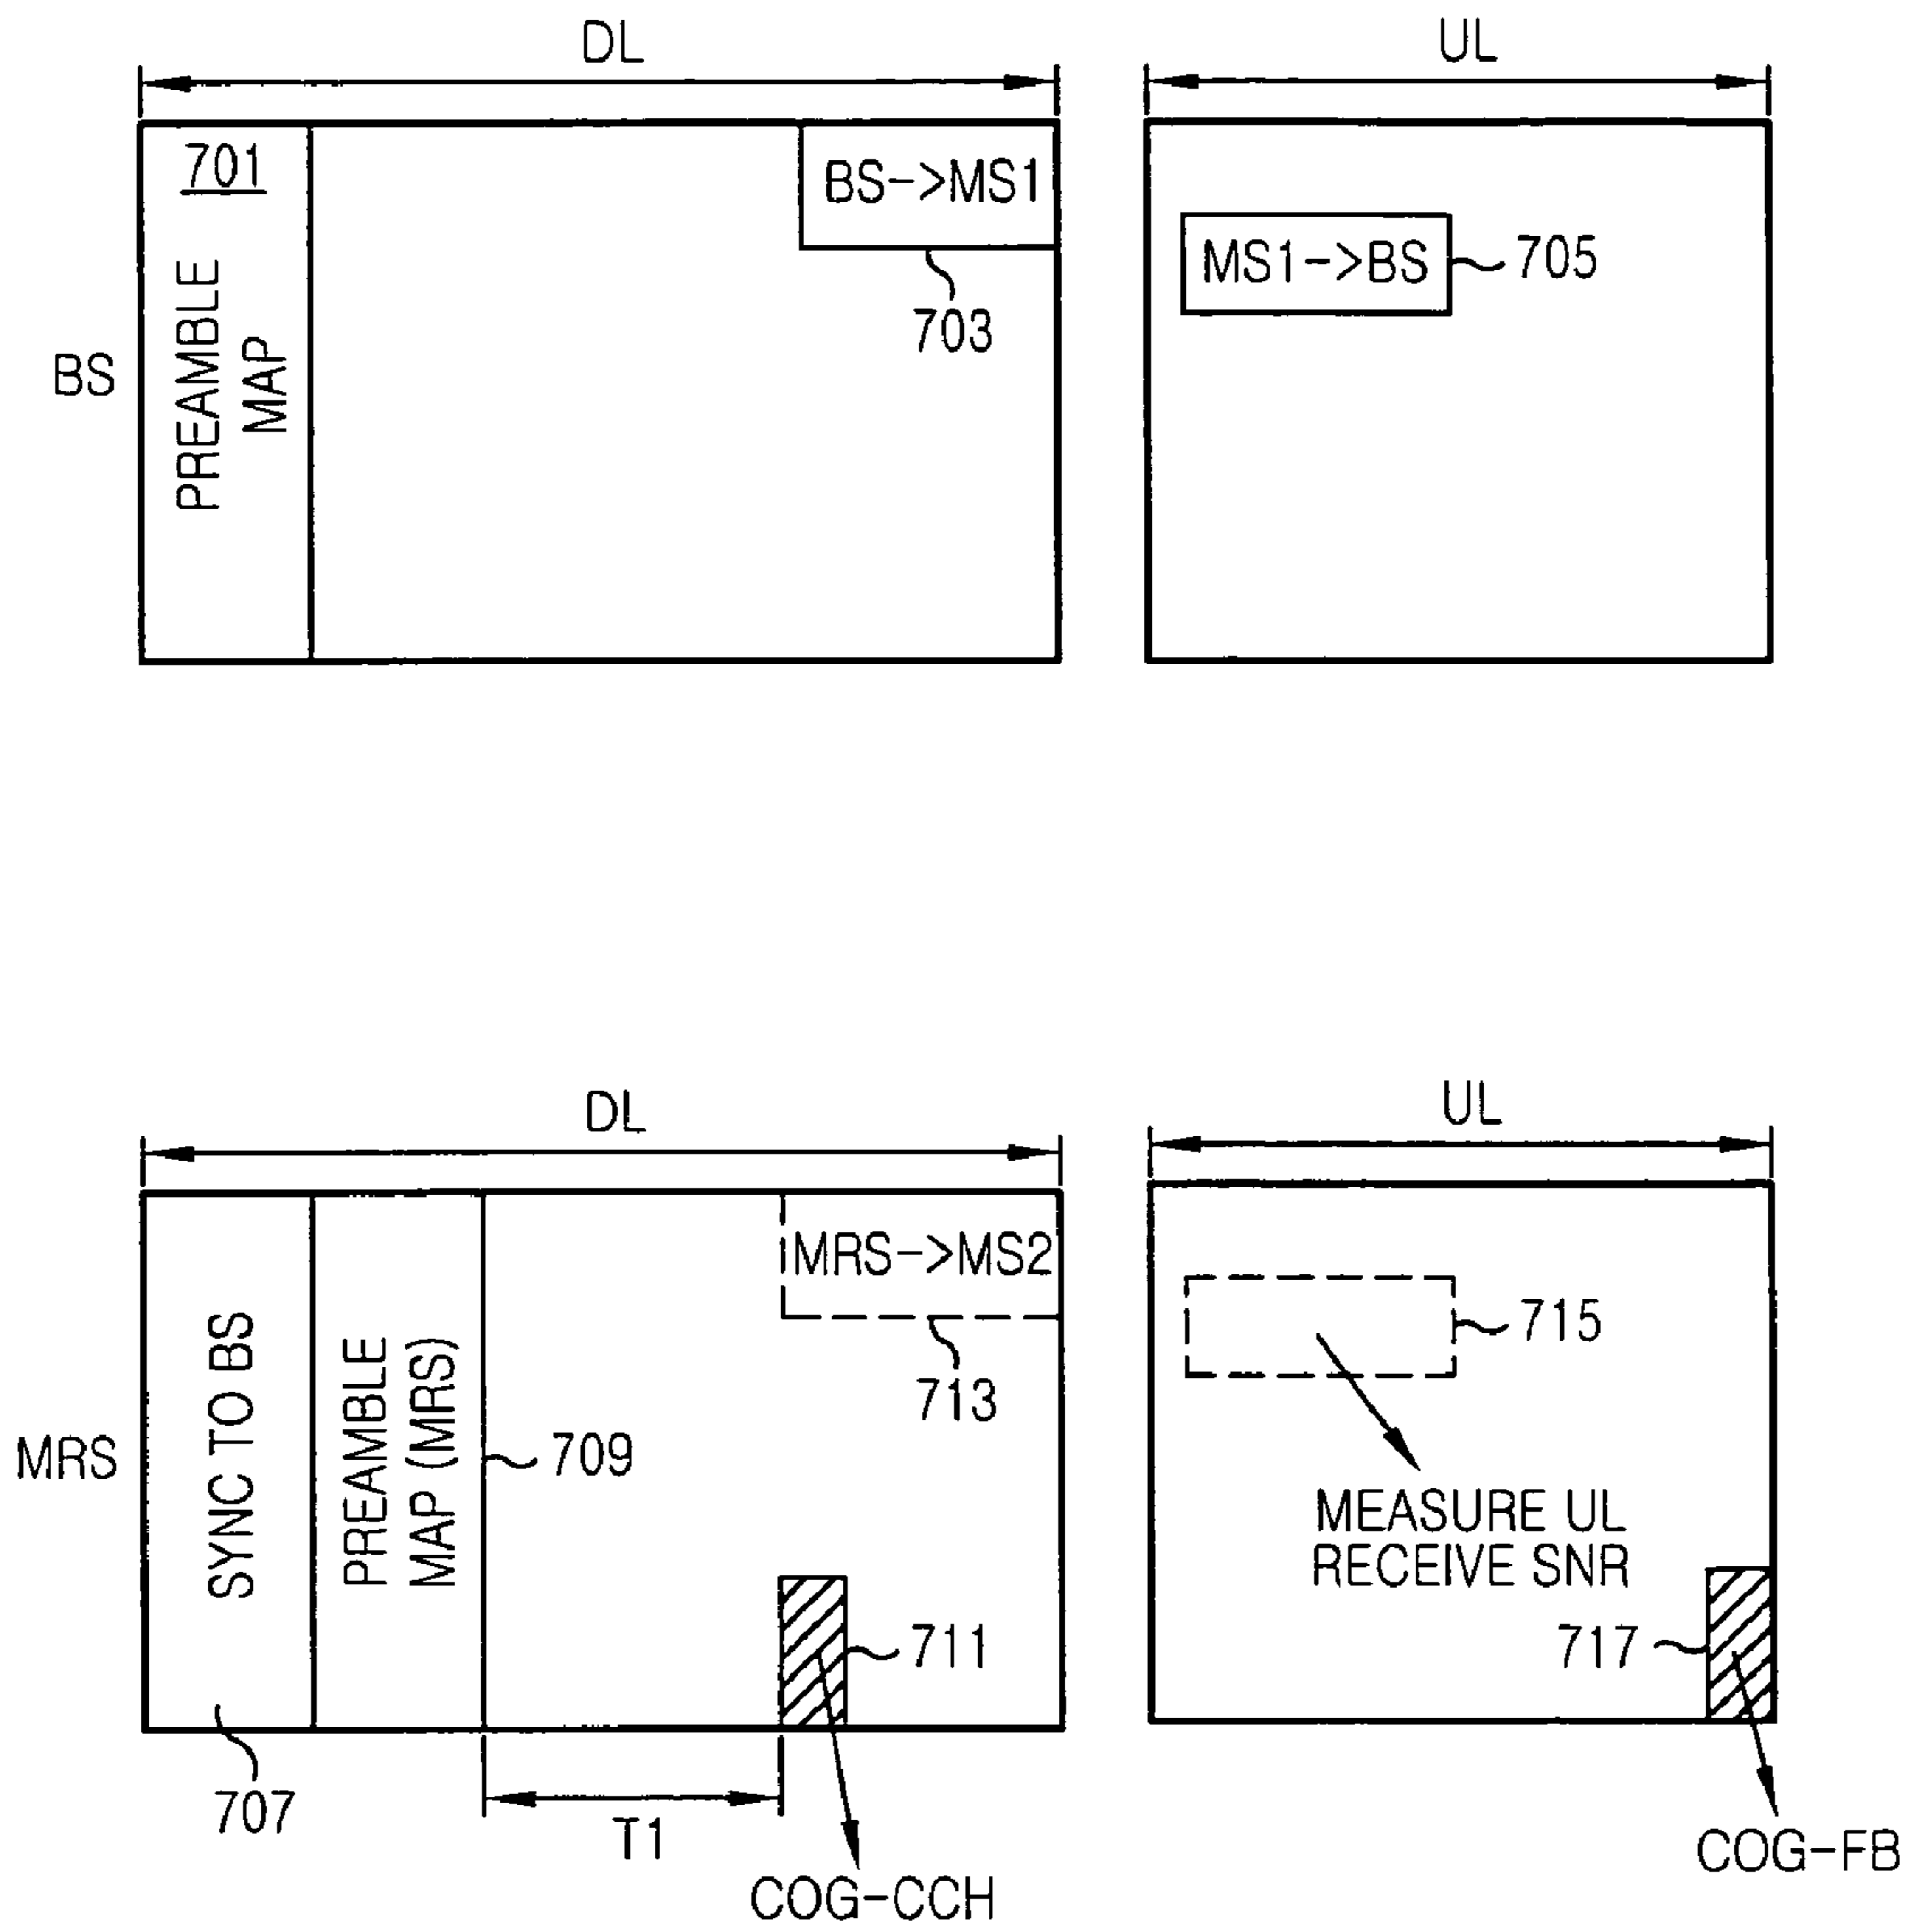 DL
UL
701
BS->MS1
MS1->BS
705
703
PREAMBLE
MAP
BS
DL
UL
MRS->MS2
715
713
SYNC TO BS
PREAMBLE
MAP (MRS)
709
MRS
MEASURE UL
RECEIVE SNR
711
717
707
T1
COG-CCH
COG-FB